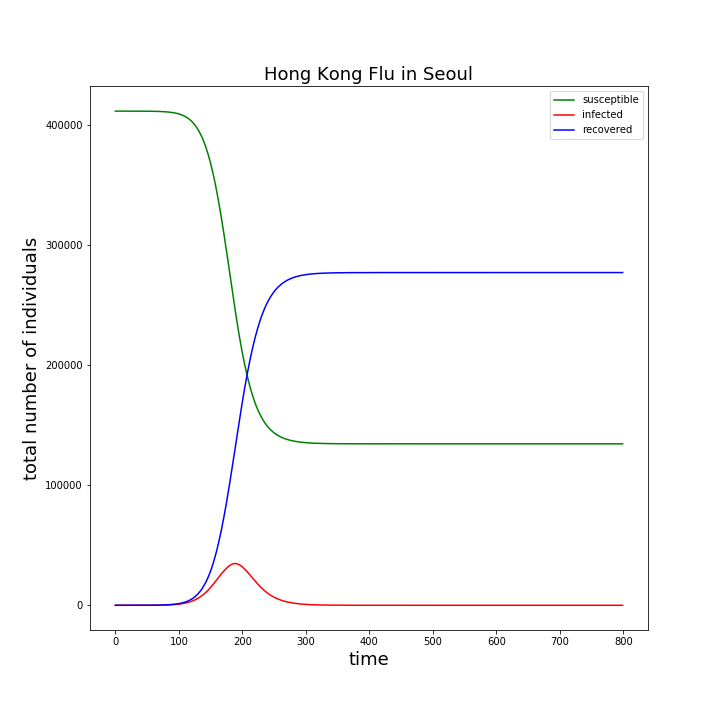 Hong Kong Flu in Seoul
susceptible
infected
recovered
total number of individuals
400000
300000
200000
100000
0
0 100 200 300 400 500 600 700 800
time